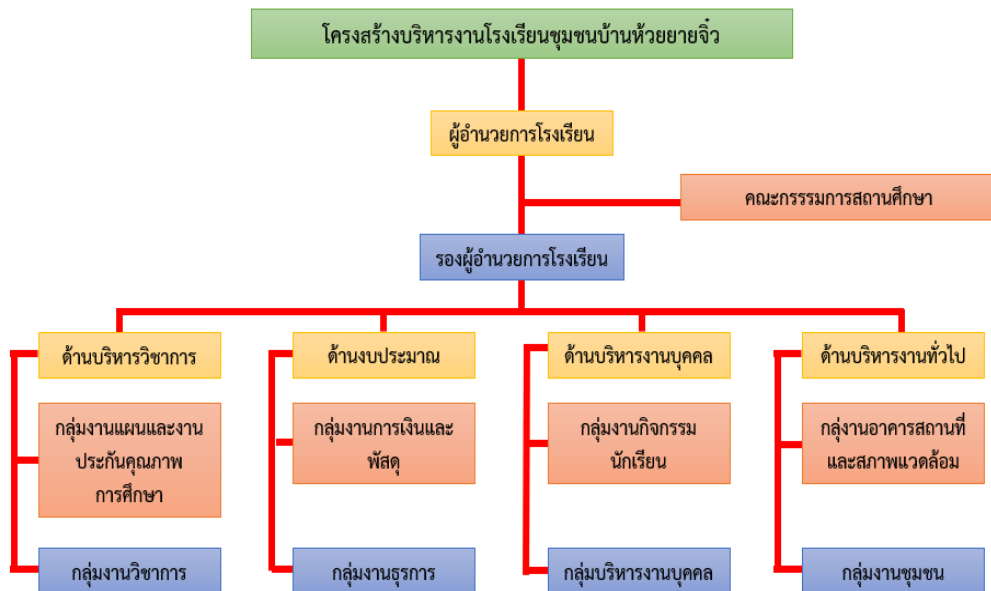 โครงสร้างบริหารงานโรงเรียนชุมชนบ้านห้วยยายจิ๋ว
ผู้อำนวยการโรงเรียน
คณะกรรรมการสถานศึกษา
รองผู้อำนวยการโรงเรียน
ด้านบริหารวิชาการ
ด้านงบประมาณ
ด้านบริหารงานบุคคล
ด้านบริหารงานทั่วไป
กลุ่มงานแผนและงาน
ประกันคุณภาพ
การศึกษา
กลุ่มงานการเงินและ
พัสดุ
กลุ่มงานกิจกรรม
นักเรียน
กลุ่งานอาคารสถานที่
และสภาพแวดล้อม
กลุ่มงานวิชาการ
กลุ่มงานธุรการ
กลุ่มบริหารงานบุคคล
กลุ่มงานชุมชน